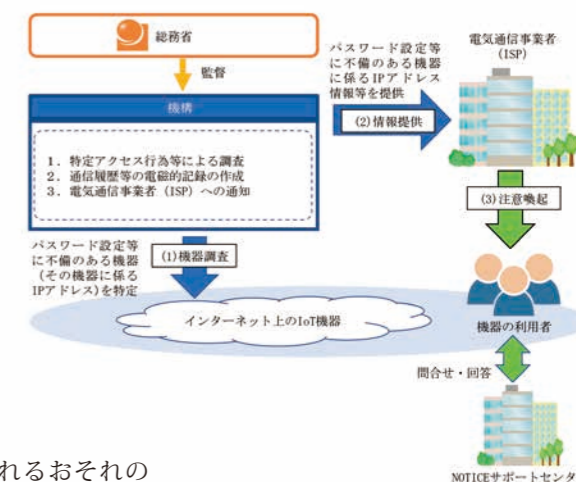 総務省
監督
機構
1. 特定アクセス行為等による調査
2. 通信履歴等の電磁的記録の作成
3. 電気通信事業者（ISP）への通知
パスワード設定等
に不備のある機器
に係るIPアドレス
情報等を提供
(2)情報提供
電気通信事業者
(ISP)
(3)注意喚起
パスワード設定等
に不備のある機器
(その機器に係る
IPアドレス)を特定
(1)機器調査
インターネット上のIoT機器
機器の利用者
問合せ・回答
NOTICEサポートセンタ
れるおそれの